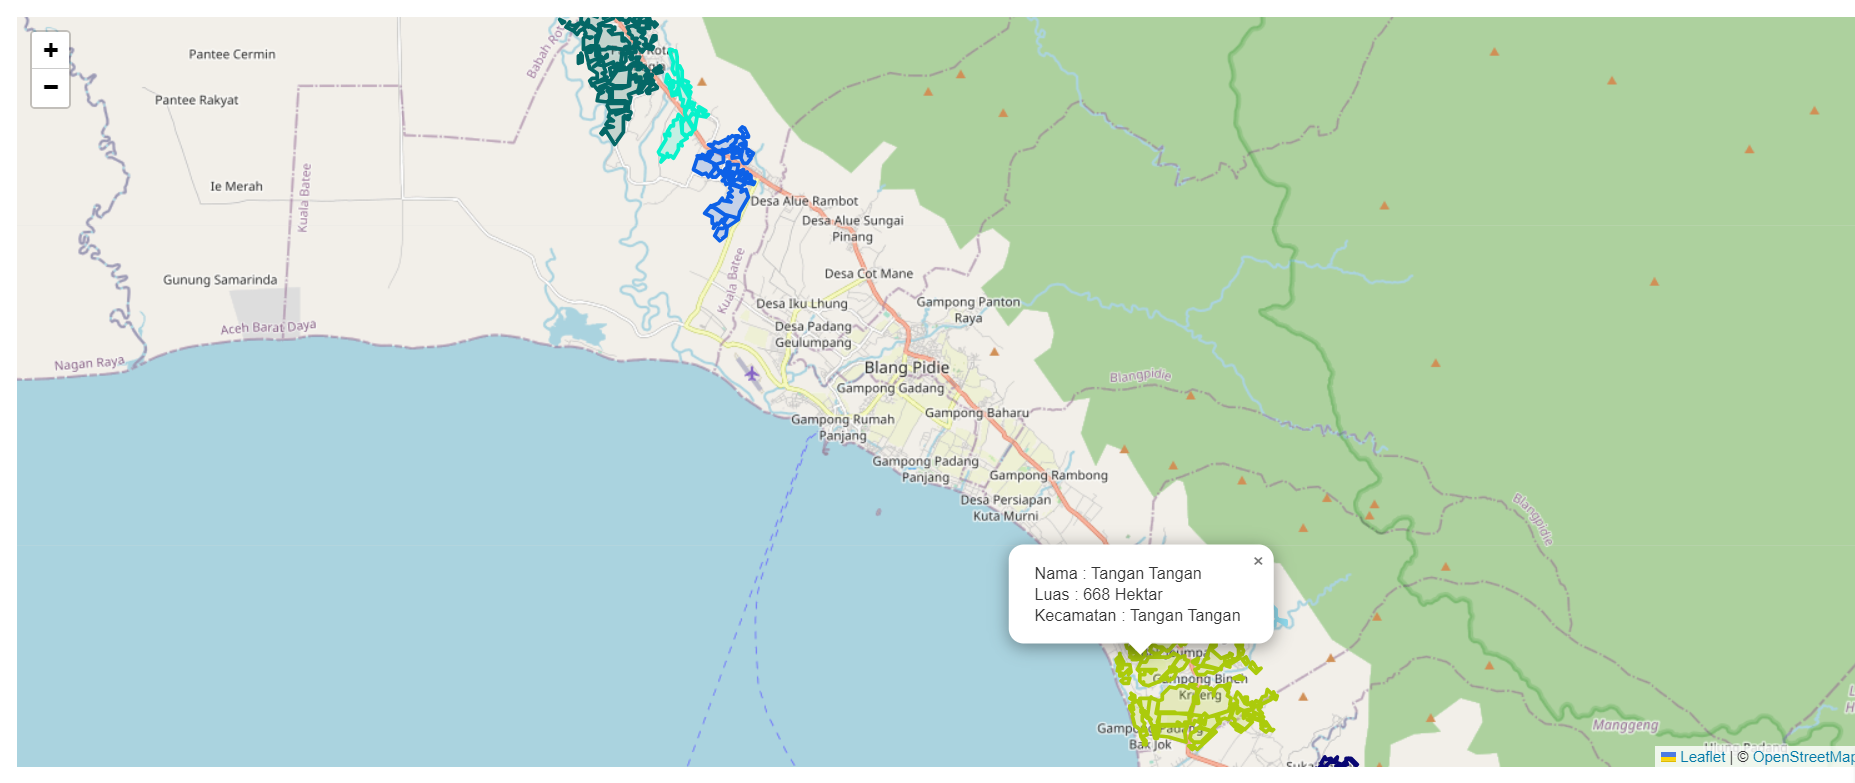 +
−
Pantee Cermin
Babah Rot
Pantee Rakyat
Kuala Batee
Ie Merah
Desa Alue Rambot
Desa Alue Sungai
Pinang
Kuala Batee
Desa Cot Mane
Gunung Samarinda
Desa Iku Lhung
Gampong Panton
Raya
Aceh Barat Daya
Desa Padang
Geulumpang
Nagan Raya
Blang Pidie
Blangpidie
Gampong Gadang
Gampong Baharu
Gampong Rumah
Panjang
Gampong Padang
Panjang
Gampong Rambong
Desa Persiapan
Kuta Murni
Blangpidie
×
Nama : Tangan Tangan
Luas : 668 Hektar
Kecamatan : Tangan Tangan
Gampong Bineh
Krueng
Gampong Padang
Bak Jok
Manggeng
Leaflet | © OpenStreetMap